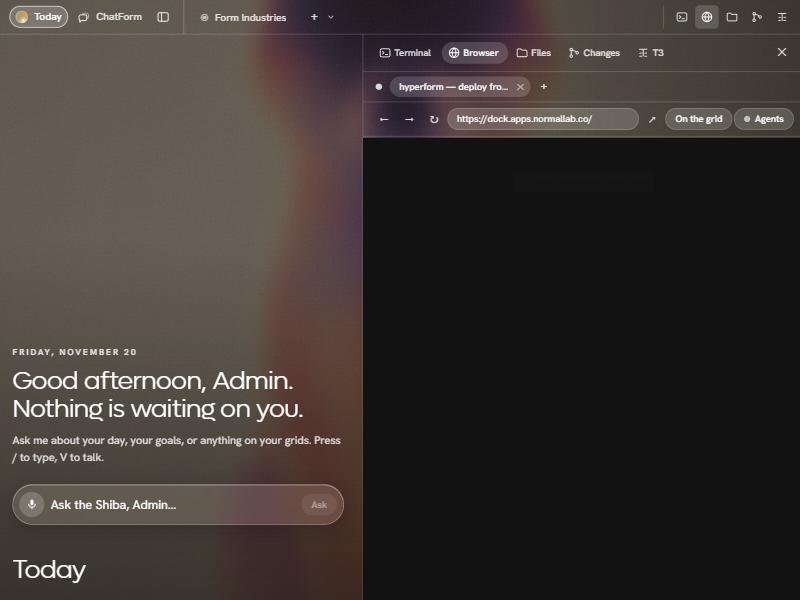 Today ChatForm Form Industries +
Terminal Browser Files Changes T3
hyperform — deploy fro... +
https://dock.apps.normallab.co/ On the grid Agents
FRIDAY, NOVEMBER 20
Good afternoon, Admin.
Nothing is waiting on you.
Ask me about your day, your goals, or anything on your grids. Press
/ to type, V to talk.
Ask the Shiba, Admin... Ask
Today